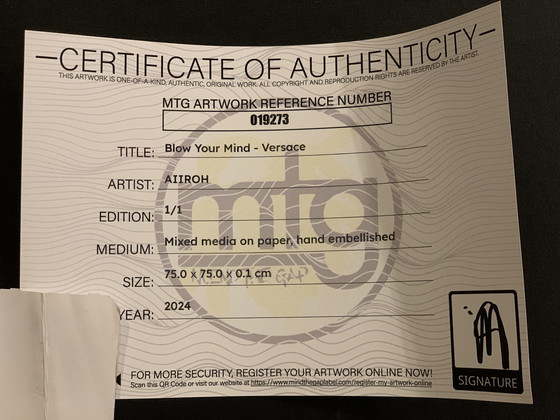 CERTIFICATE OF AUTHENTICITY
THIS ARTWORK IS ONE-OF-A-KIND, AUTHENTIC, ORIGINAL WORK. ALL COPYRIGHT AND REPRODUCTION RIGHTS ARE RESERVED BY THE ARTIST.
MTG ARTWORK REFERENCE NUMBER
019273
TITLE: Blow Your Mind - Versace
ARTIST: AIIROH
EDITION: 1/1
mtg
MEDIUM: Mixed media on paper, hand embellished
SIZE: 75.0 x 75.0 x 0.1 cm
YEAR: 2024
FOR MORE SECURITY, REGISTER YOUR ARTWORK ONLINE NOW!
Scan this QR Code or visit our website at https://www.mindthegaplabel.com/register-my-artwork-online
SIGNATURE